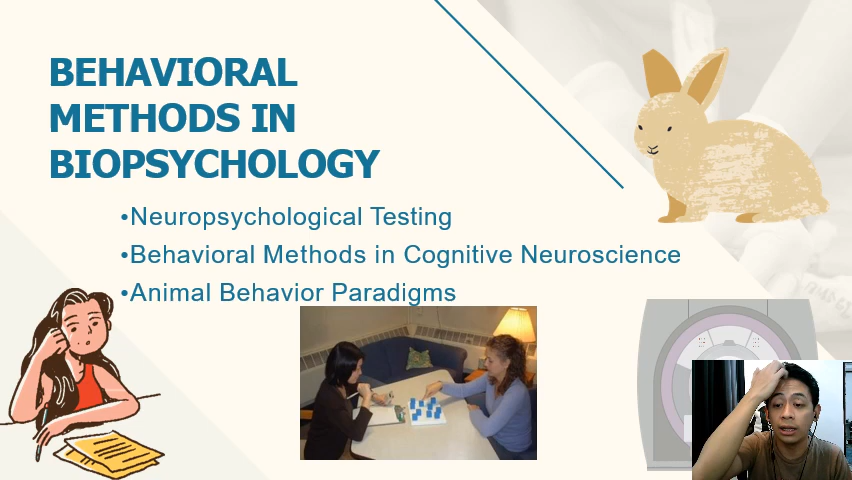 BEHAVIORAL
METHODS IN
BIOPSYCHOLOGY
•Neuropsychological Testing
•Behavioral Methods in Cognitive Neuroscience
•Animal Behavior Paradigms